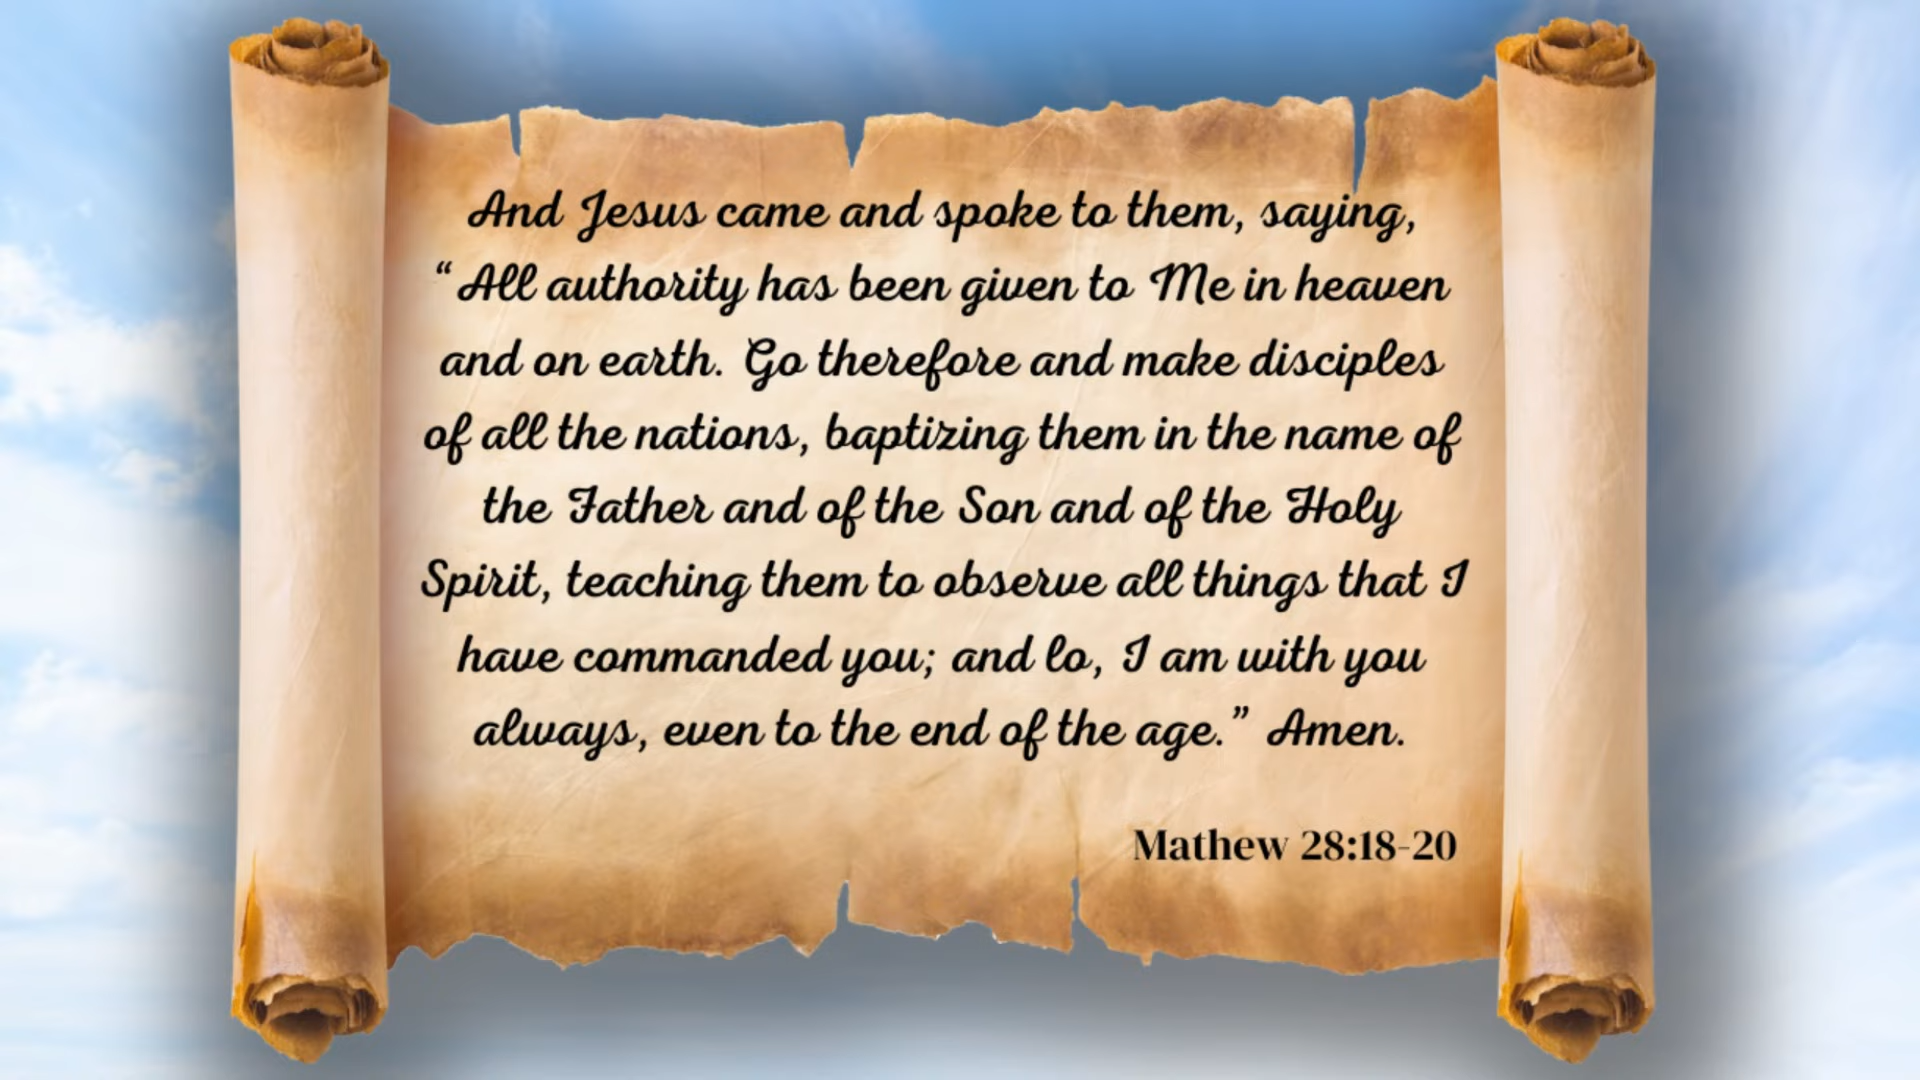 And Jesus came and spoke to them, saying,
“All authority has been given to Me in heaven
and on earth. Go therefore and make disciples
of all the nations, baptizing them in the name of
the Father and of the Son and of the Holy
Spirit, teaching them to observe all things that I
have commanded you; and lo, I am with you
always, even to the end of the age.” Amen.
Mathew 28:18-20